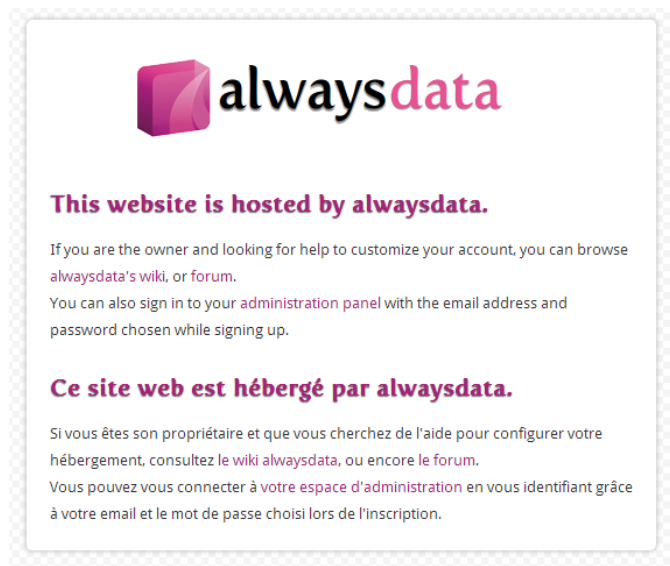 alwaysdata
This website is hosted by alwaysdata.
If you are the owner and looking for help to customize your account, you can browse
alwaysdata's wiki, or forum.
You can also sign in to your administration panel with the email address and
password chosen while signing up.
Ce site web est hébergé par alwaysdata.
Si vous êtes son propriétaire et que vous cherchez de l'aide pour configurer votre
hébergement, consultez le wiki alwaysdata, ou encore le forum.
Vous pouvez vous connecter à votre espace d'administration en vous identifiant grâce
à votre email et le mot de passe choisi lors de l'inscription.